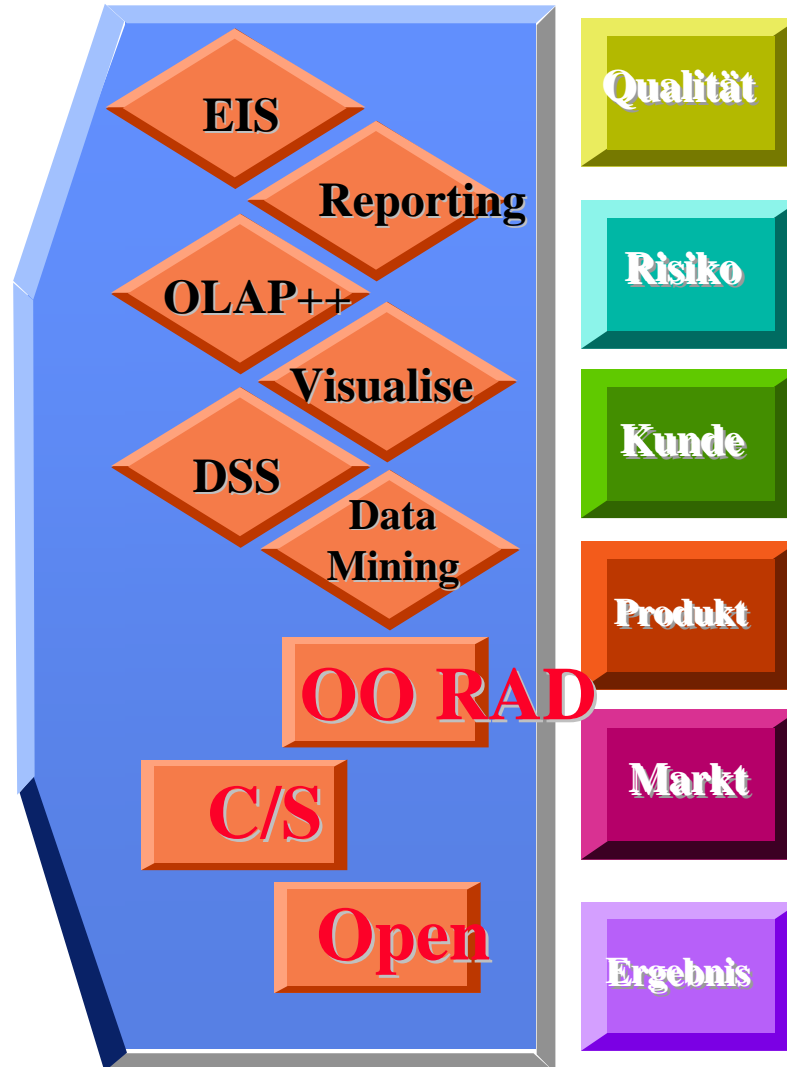 EIS
Reporting
OLAP++
Visualise
DSS
Data
Mining
OO RAD
C/S
Open
Qualität
Risiko
Kunde
Produkt
Markt
Ergebnis